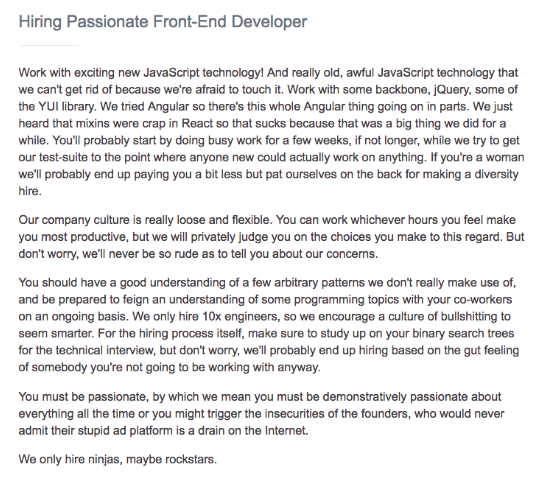 Hiring Passionate Front-End Developer
Work with exciting new JavaScript technology! And really old, awful JavaScript technology that
we can't get rid of because we're afraid to touch it. Work with some backbone, jQuery, some of
the YUI library. We tried Angular so there's this whole Angular thing going on in parts. We just
heard that mixins were crap in React so that sucks because that was a big thing we did for a
while. You'll probably start by doing busy work for a few weeks, if not longer, while we try to get
our test-suite to the point where anyone new could actually work on anything. If you're a woman
we'll probably end up paying you a bit less but pat ourselves on the back for making a diversity
hire.
Our company culture is really loose and flexible. You can work whichever hours you feel make
you most productive, but we will privately judge you on the choices you make to this regard. But
don't worry, we'll never be so rude as to tell you about our concerns.
You should have a good understanding of a few arbitrary patterns we don't really make use of,
and be prepared to feign an understanding of some programming topics with your co-workers
on an ongoing basis. We only hire 10x engineers, so we encourage a culture of bullshitting to
seem smarter. For the hiring process itself, make sure to study up on your binary search trees
for the technical interview, but don't worry, we'll probably end up hiring based on the gut feeling
of somebody you're not going to be working with anyway.
You must be passionate, by which we mean you must be demonstratively passionate about
everything all the time or you might trigger the insecurities of the founders, who would never
admit their stupid ad platform is a drain on the Internet.
We only hire ninjas, maybe rockstars.